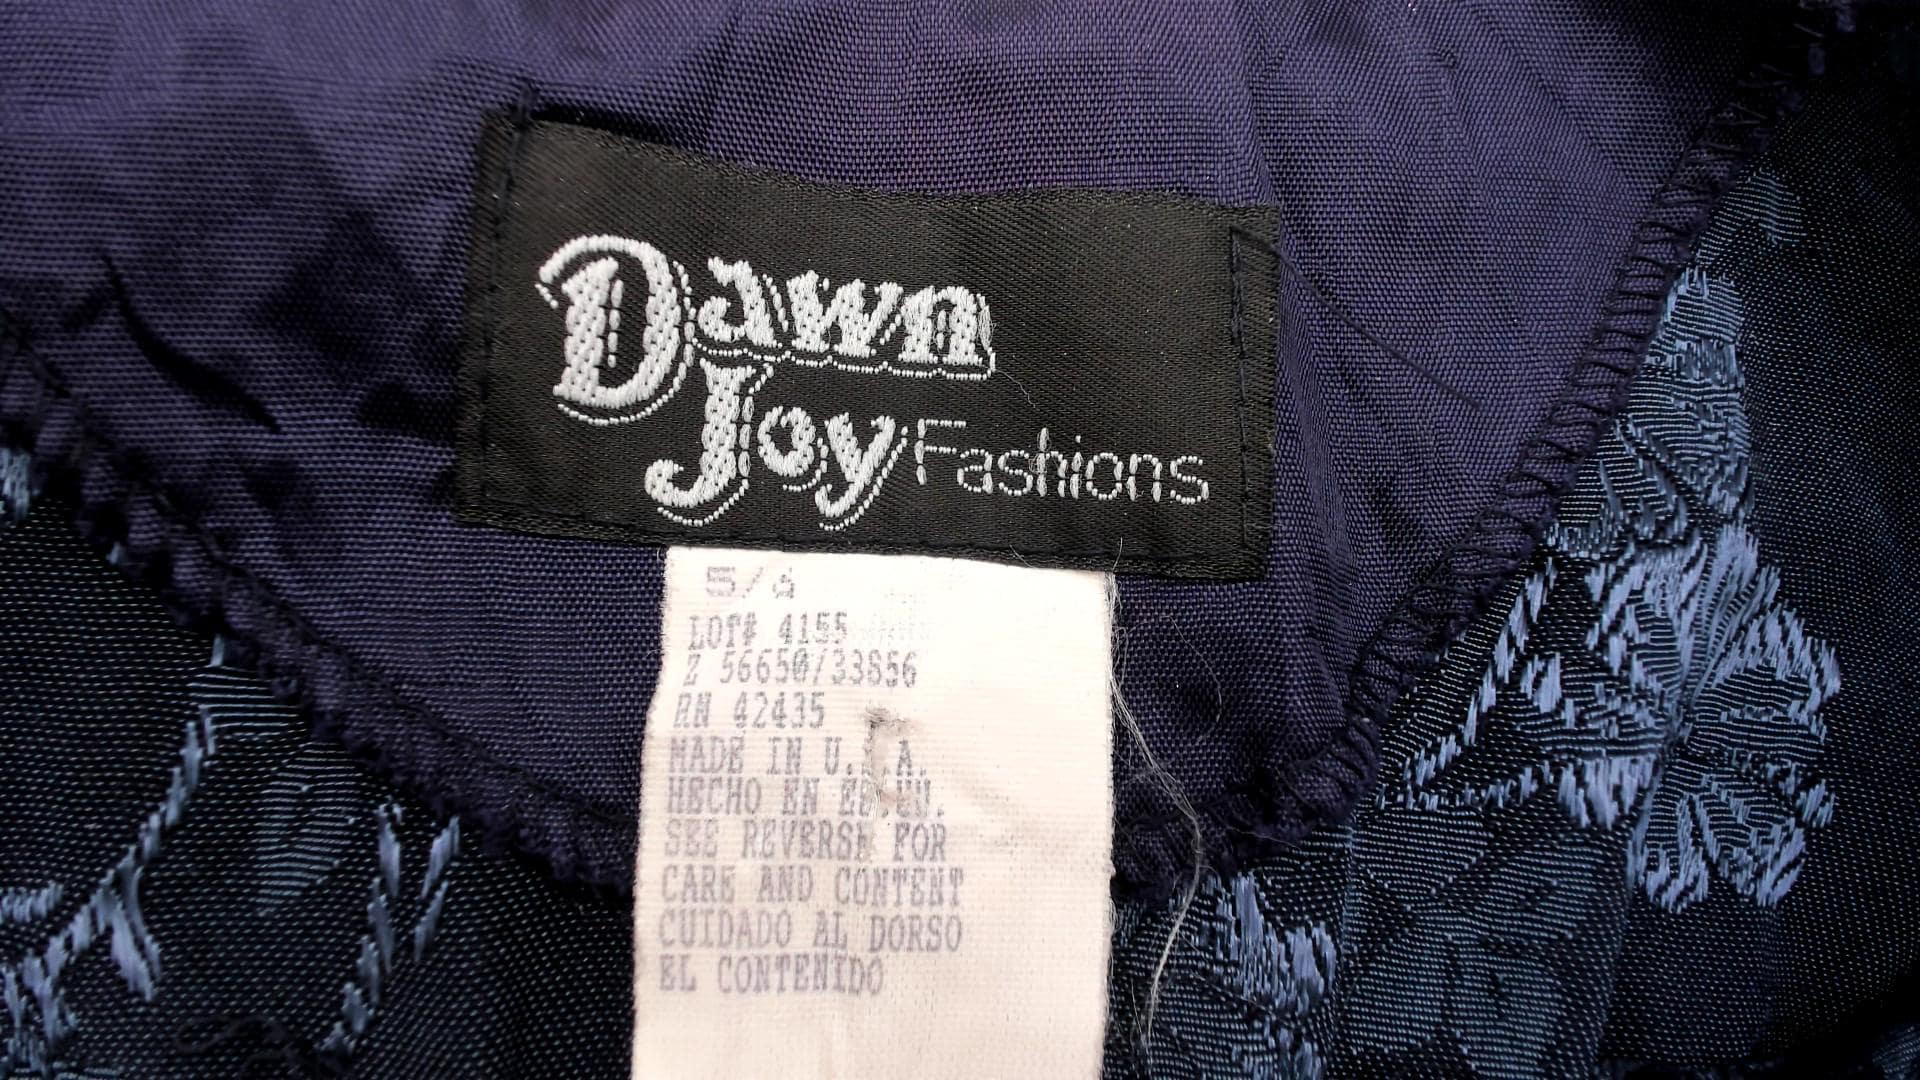 Dawn
Joy Fashions
5/6
LOT# 4155
Z 56650/33856
RN 42435
MADE IN U.S.A.
HECHO EN EE.UU.
SEE REVERSE FOR
CARE AND CONTENT
CUIDADO AL DORSO
EL CONTENIDO